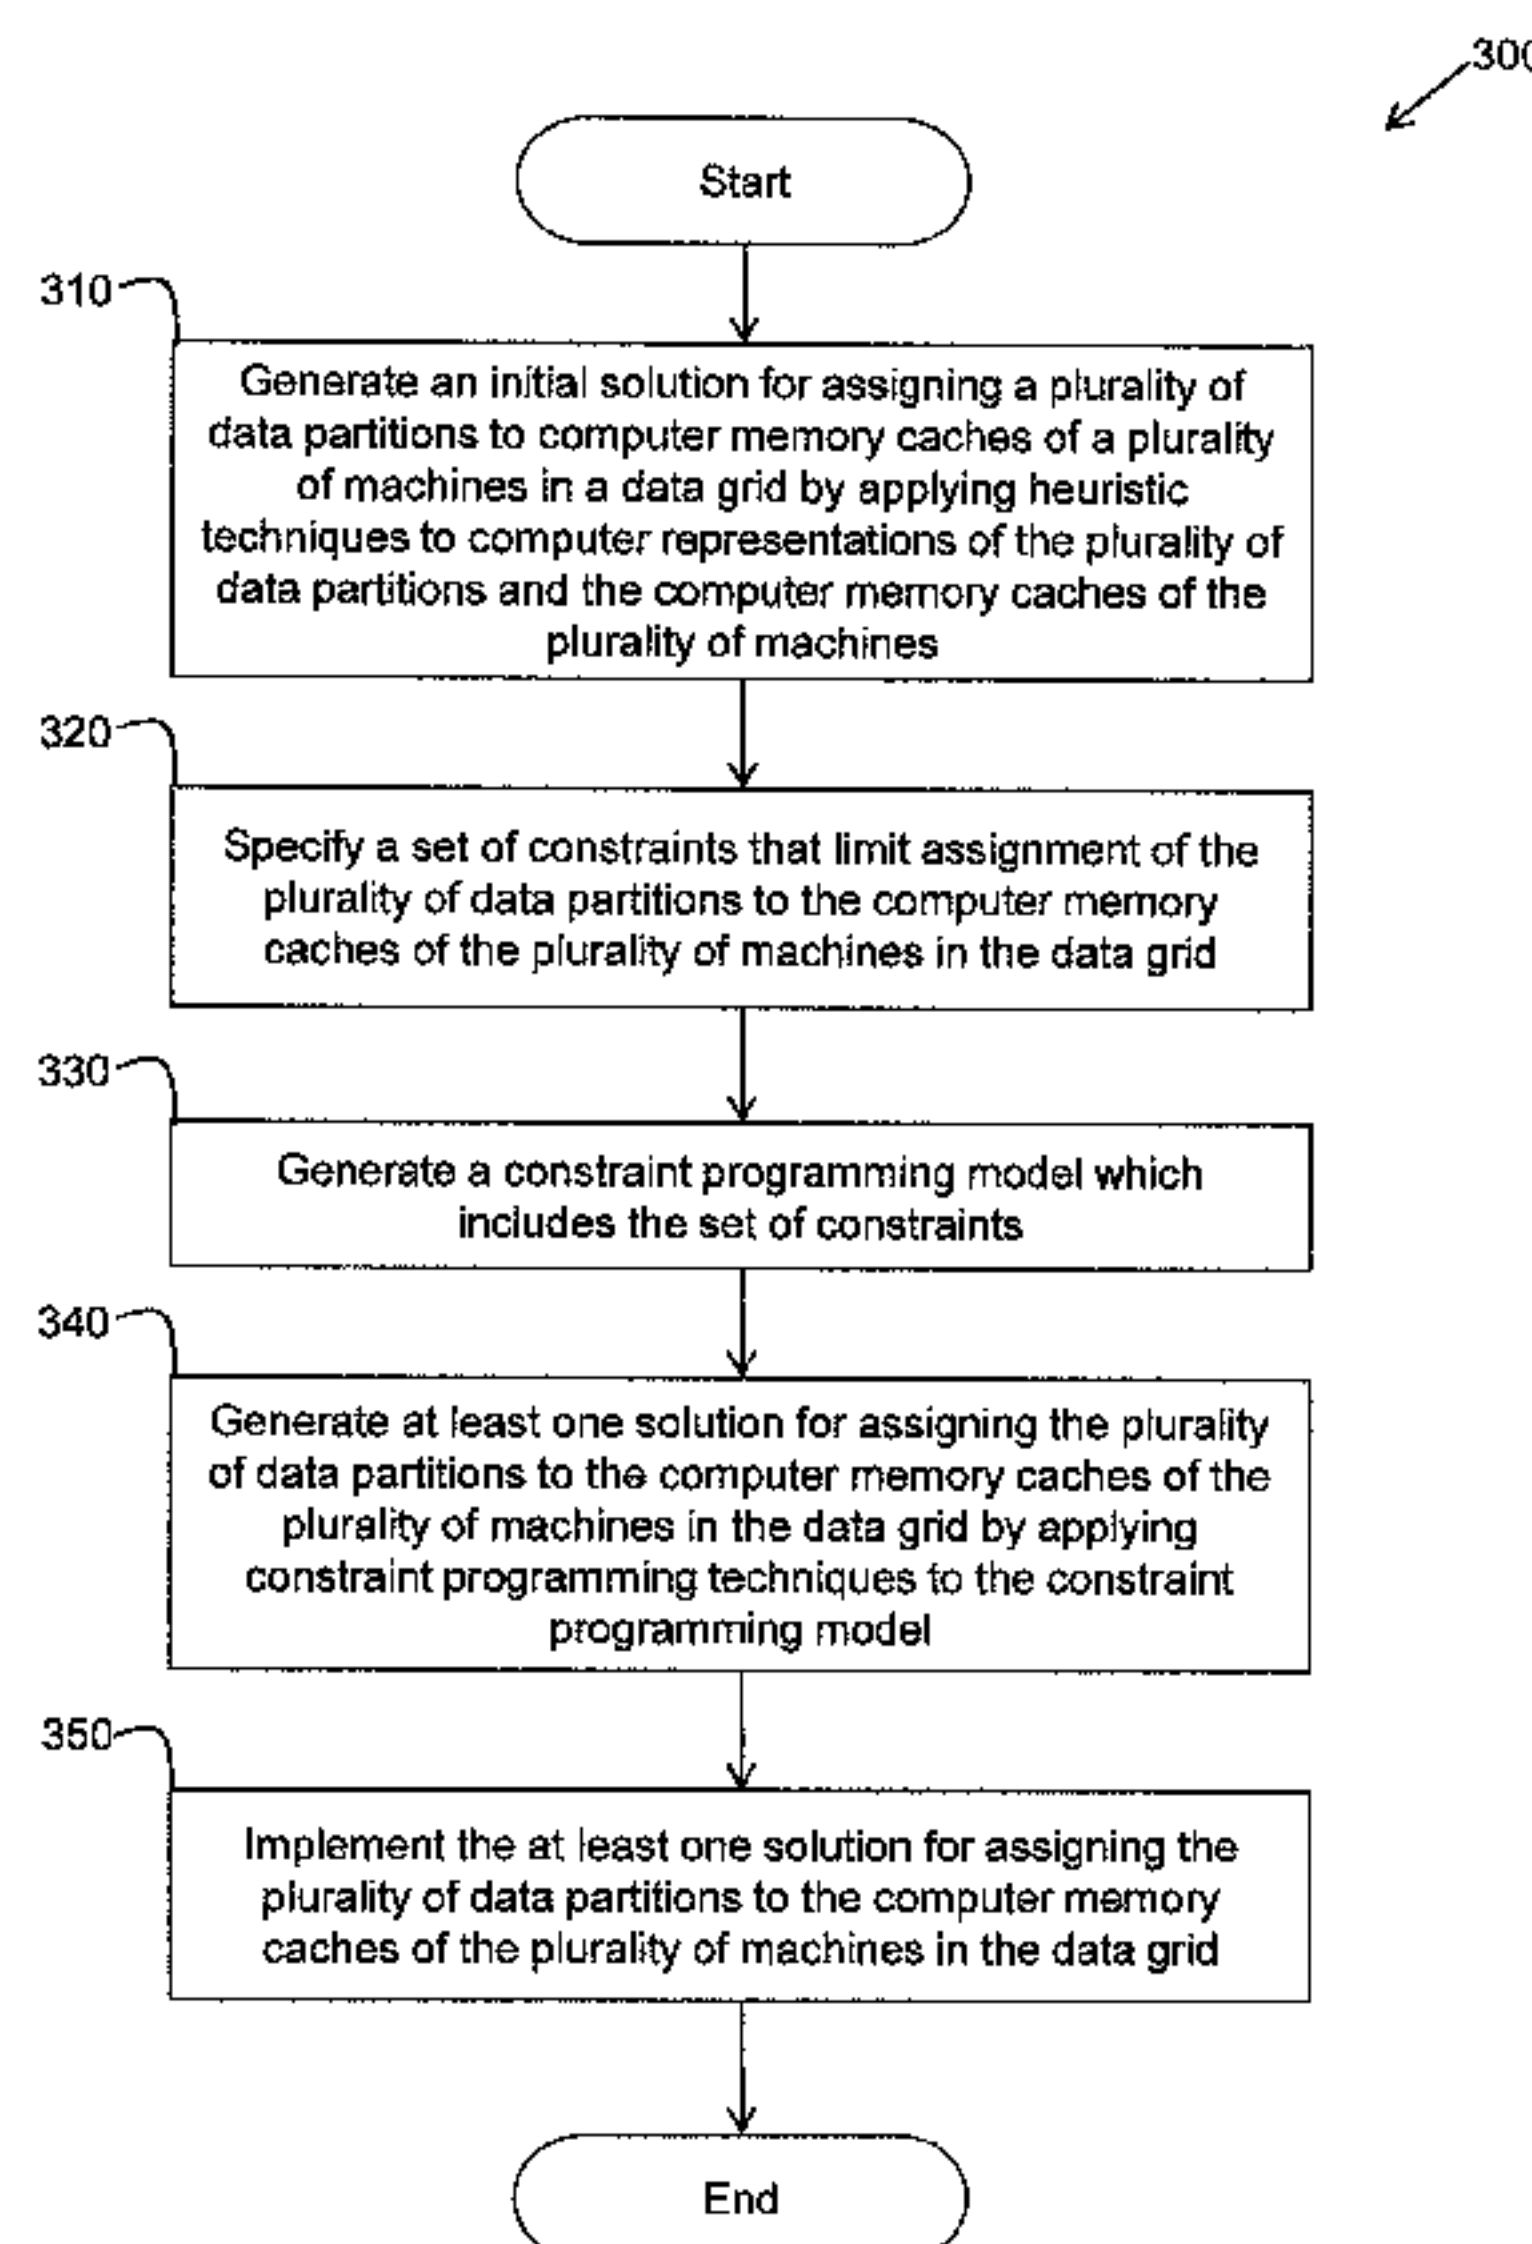 300
Start
310
Generate an initial solution for assigning a plurality of
data partitions to computer memory caches of a plurality
of machines in a data grid by applying heuristic
techniques to computer representations of the plurality of
data partitions and the computer memory caches of the
plurality of machines
320
Specify a set of constraints that limit assignment of the
plurality of data partitions to the computer memory
caches of the plurality of machines in the data grid
330
Generate a constraint programming model which
includes the set of constraints
340
Generate at least one solution for assigning the plurality
of data partitions to the computer memory caches of the
plurality of machines in the data grid by applying
constraint programming techniques to the constraint
programming model
350
Implement the at least one solution for assigning the
plurality of data partitions to the computer memory
caches of the plurality of machines in the data grid
End